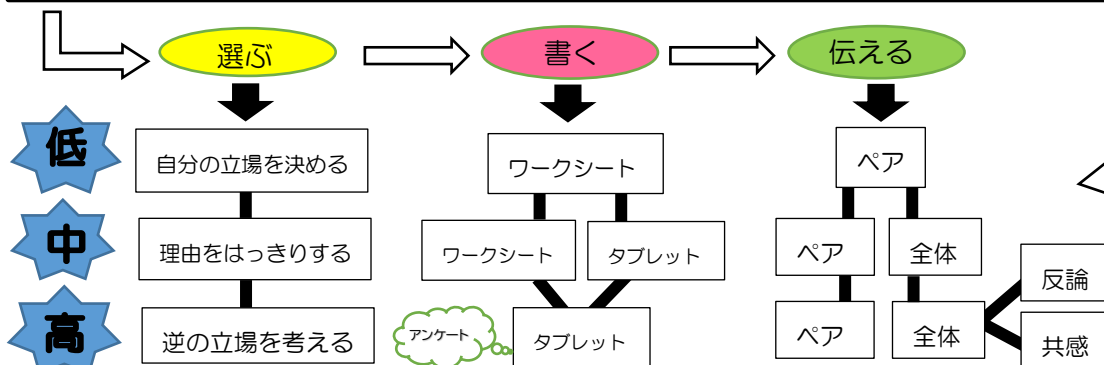 選ぶ
書く
伝える
低
自分の立場を決める
ワークシート
ペア
中
理由をはっきりする
ワークシート
タブレット
ペア
全体
反論
高
逆の立場を考える
アンケート
タブレット
ペア
全体
共感